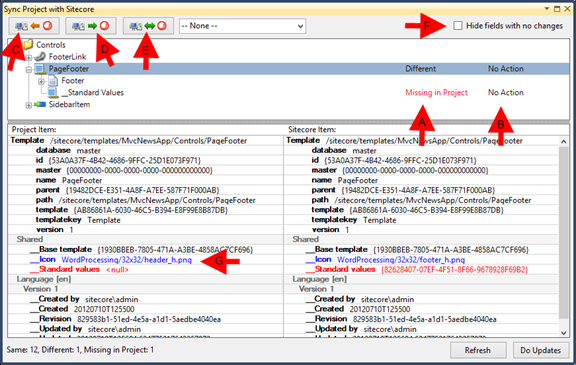 Sync Project with Sitecore
-- None --
Hide fields with no changes
F
C
D
E
Controls
FooterLink
PageFooter Different No Action
Footer
__Standard Values Missing in Project No Action
SidebarItem
A
B
Project Item: Sitecore Item:
Template /sitecore/templates/MvcNewsApp/Controls/PageFooter Template /sitecore/templates/MvcNewsApp/Controls/PageFooter
database master database master
id {53A0A37F-4B42-4686-9FFC-25D1E073F971} id {53A0A37F-4B42-4686-9FFC-25D1E073F971}
master {00000000-0000-0000-0000-000000000000} master {00000000-0000-0000-0000-000000000000}
name PageFooter name PageFooter
parent {19482DCE-E351-4A8F-A7EE-587F71F000AB} parent {19482DCE-E351-4A8F-A7EE-587F71F000AB}
path /sitecore/templates/MvcNewsApp/Controls/PageFooter path /sitecore/templates/MvcNewsApp/Controls/PageFooter
template {AB86861A-6030-46C5-B394-E8F99E8B87DB} template {AB86861A-6030-46C5-B394-E8F99E8B87DB}
templatekey Template templatekey Template
version 1 version 1
Shared
__Base template {1930BBEB-7805-471A-A3BE-4858AC7CF696} __Base template {1930BBEB-7805-471A-A3BE-4858AC7CF696}
__Icon WordProcessing/32x32/header_h.png __Icon WordProcessing/32x32/footer_h.png
G
__Standard values <null> __Standard values {82628407-07EF-4F51-8F66-9678928F69B2}
Language [en] Language [en]
Version 1 Version 1
__Created by sitecore\admin __Created by sitecore\admin
__Created 20120710T125500 __Created 20120710T125500
__Revision 829583b1-51ed-4e5a-a1d1-5aedbe4040ea __Revision 829583b1-51ed-4e5a-a1d1-5aedbe4040ea
__Updated by sitecore\admin __Updated by sitecore\admin
Same: 12, Different: 1, Missing in Project: 1
Refresh
Do Updates